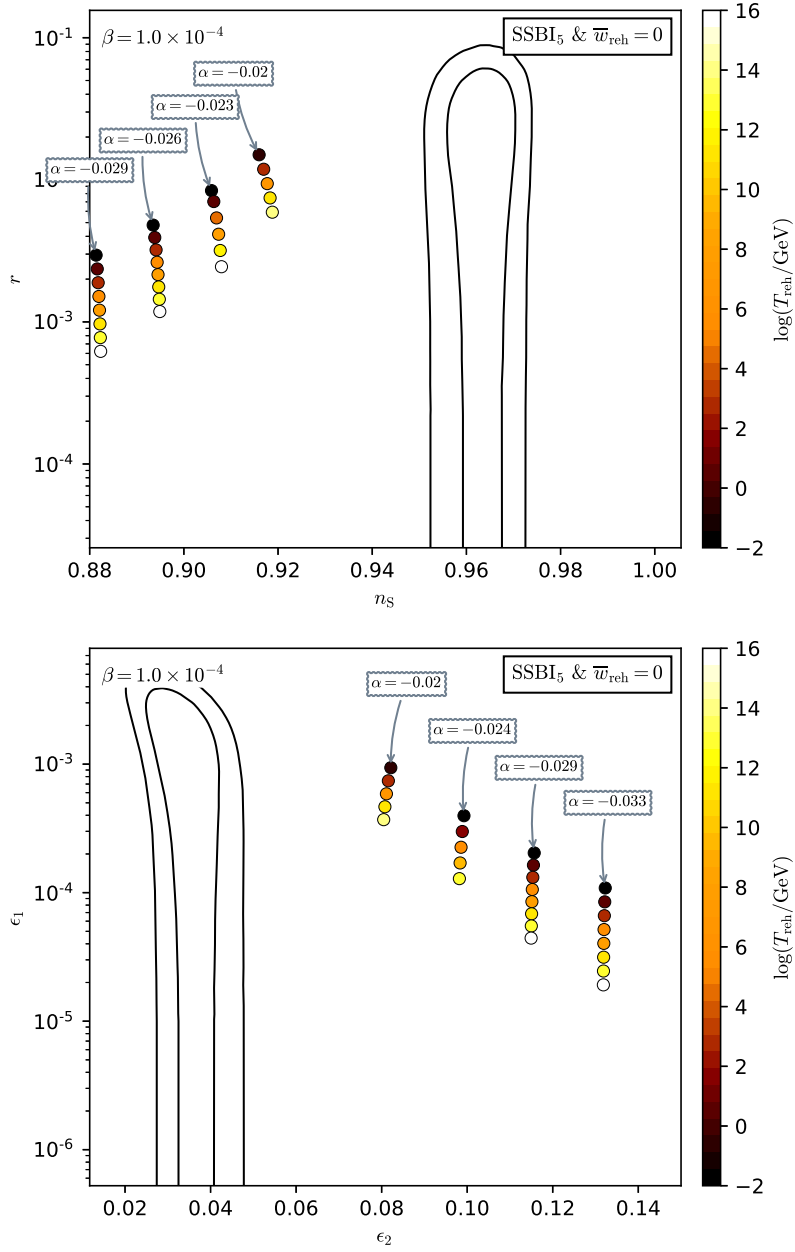 β = 1.0 × 10⁻⁴
SSBI₅ & w̅_reh = 0
α = −0.02
α = −0.023
α = −0.026
α = −0.029
10⁻¹
10⁻³
10⁻⁴
r
0.88 0.90 0.92 0.94 0.96 0.98 1.00
n_S
16
14
12
10
8
6
4
2
0
−2
log(T_reh/GeV)
β = 1.0 × 10⁻⁴
SSBI₅ & w̅_reh = 0
α = −0.02
α = −0.024
α = −0.029
α = −0.033
10⁻³
10⁻⁴
10⁻⁵
10⁻⁶
ϵ₁
0.02 0.04 0.06 0.08 0.10 0.12 0.14
ϵ₂
16
14
12
10
8
6
4
2
0
−2
log(T_reh/GeV)